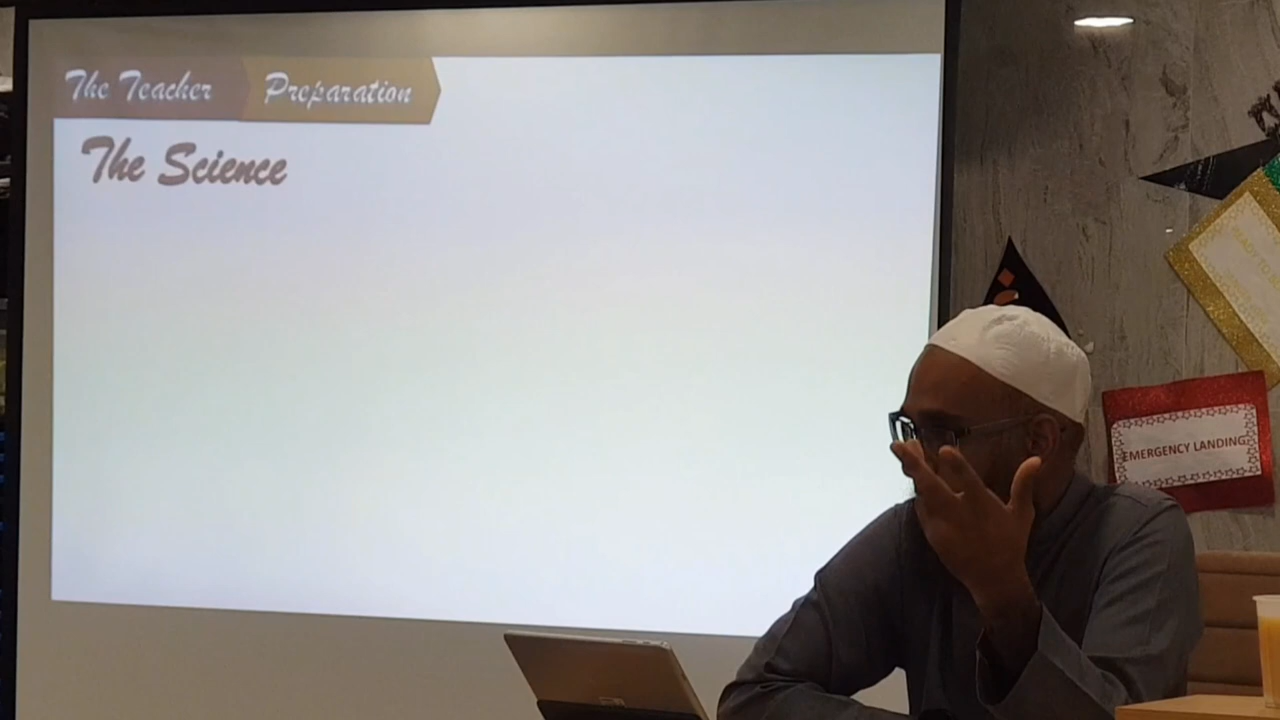 The Teacher
Preparation
The Science
EMERGENCY LANDING